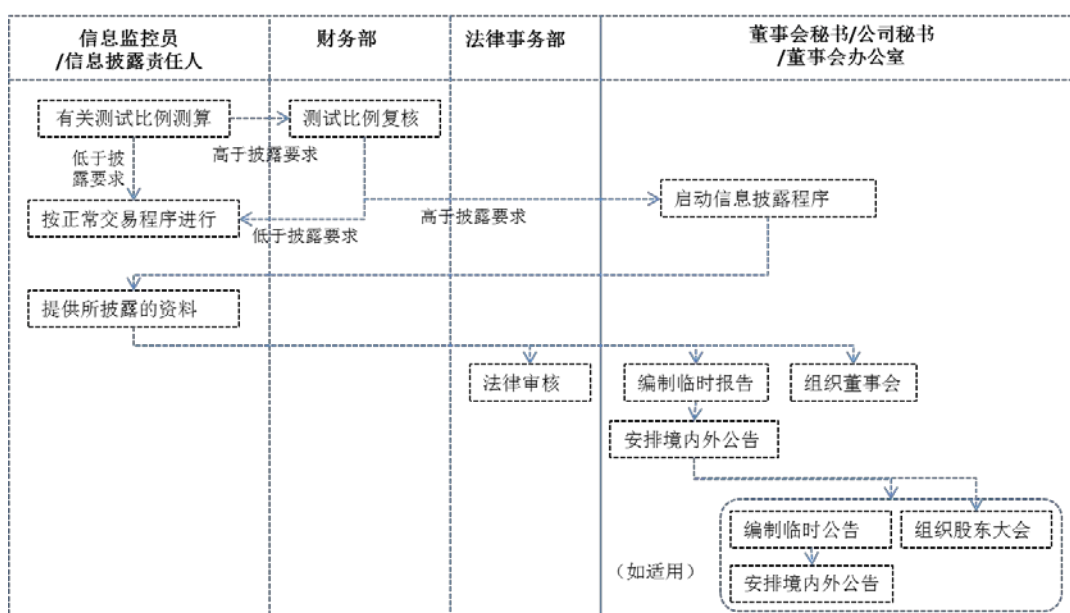 信息监控员
/信息披露责任人
财务部
法律事务部
董事会秘书/公司秘书
/董事会办公室
有关测试比例测算
测试比例复核
低于披
露要求
高于披露要求
按正常交易程序进行
低于披露要求
高于披露要求
启动信息披露程序
提供所披露的资料
法律审核
编制临时报告
组织董事会
安排境内外公告
编制临时公告
组织股东大会
(如适用)
安排境内外公告